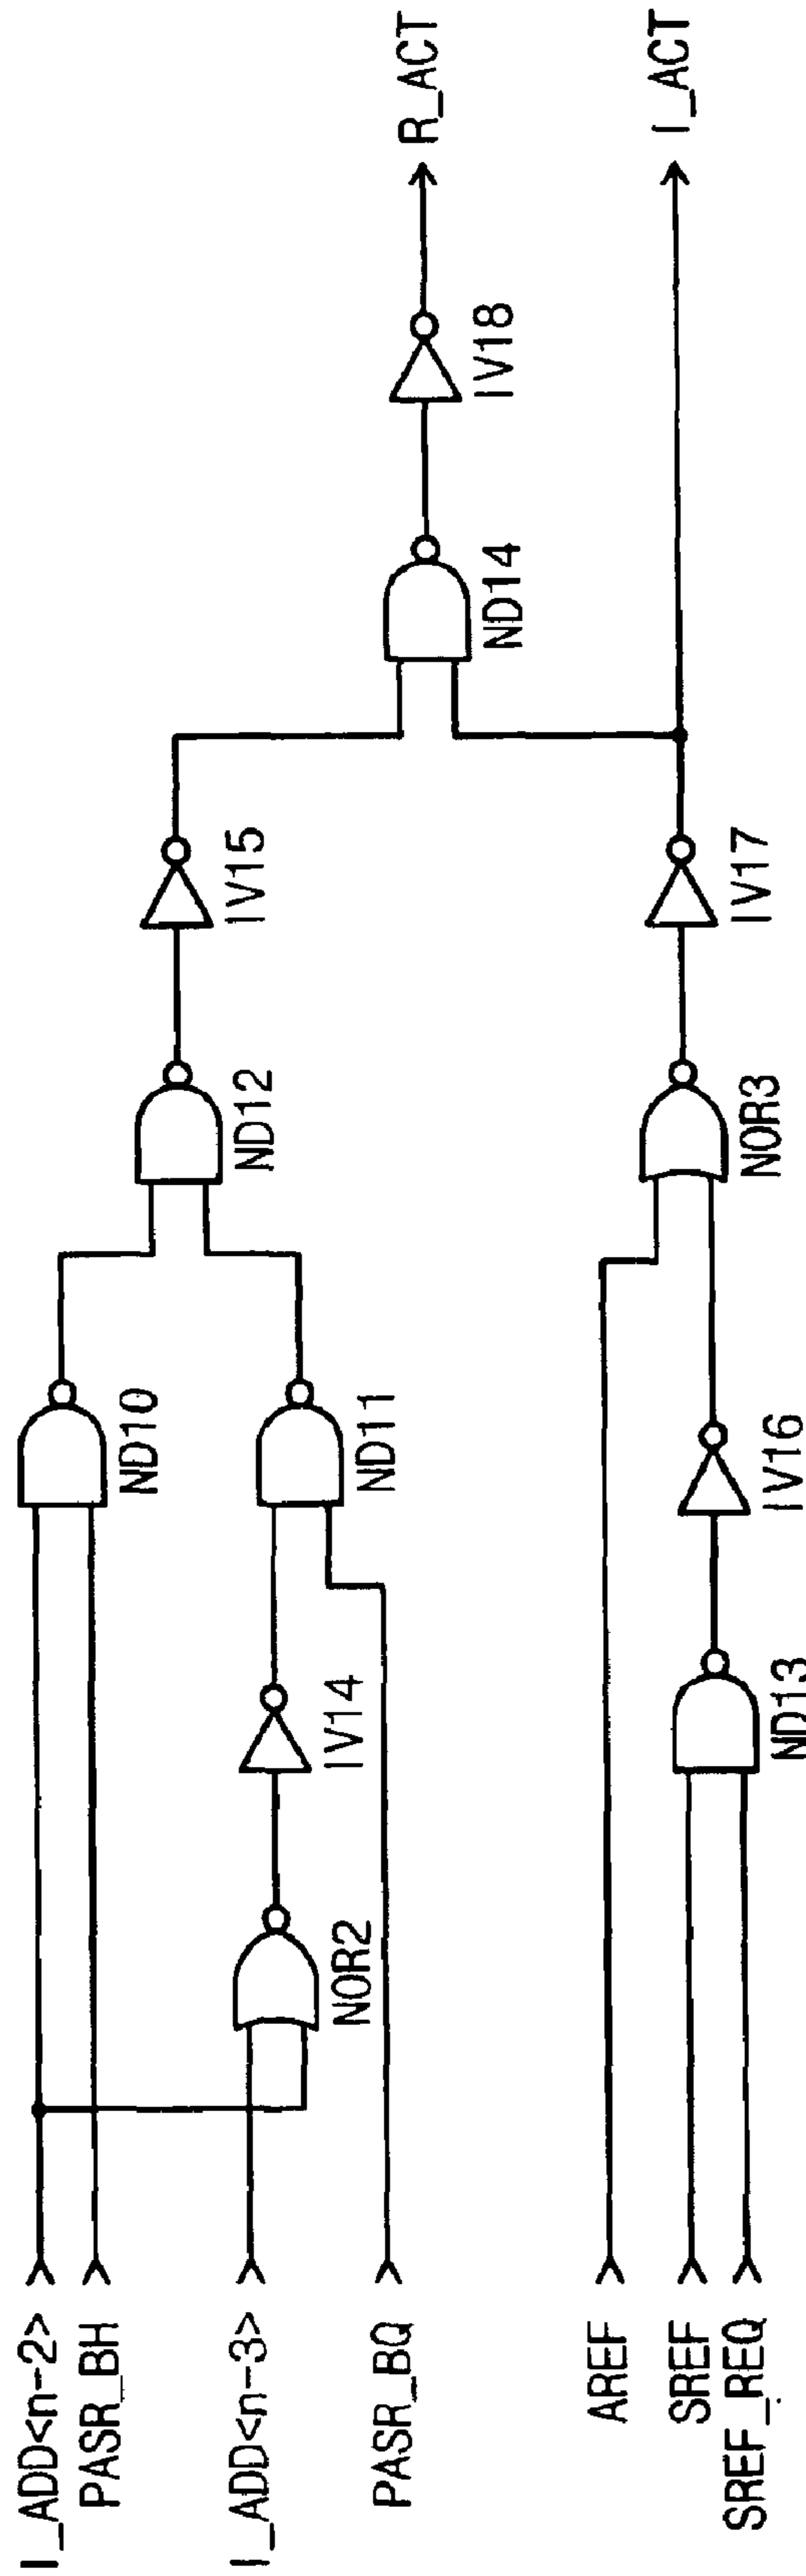 I_ADD<n-2>
PASR_BH
I_ADD<n-3>
PASR_BQ
AREF
SREF
SREF_REQ
NOR2
IV14
ND10
ND11
ND13
IV16
ND12
NOR3
IV15
IV17
ND14
IV18
R_ACT
I_ACT